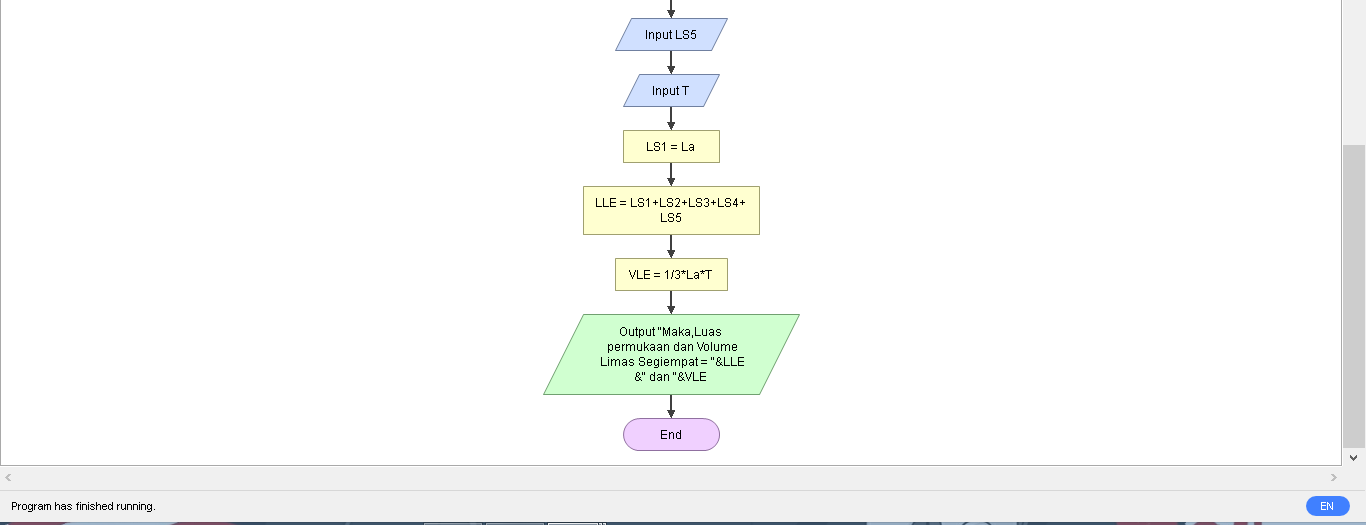 Input LS5
Input T
LS1 = La
LLE = LS1+LS2+LS3+LS4+
LS5
VLE = 1/3*La*T
Output "Maka,Luas
permukaan dan Volume
Limas Segiempat = "&LLE
&" dan "&VLE
End
Program has finished running.
EN